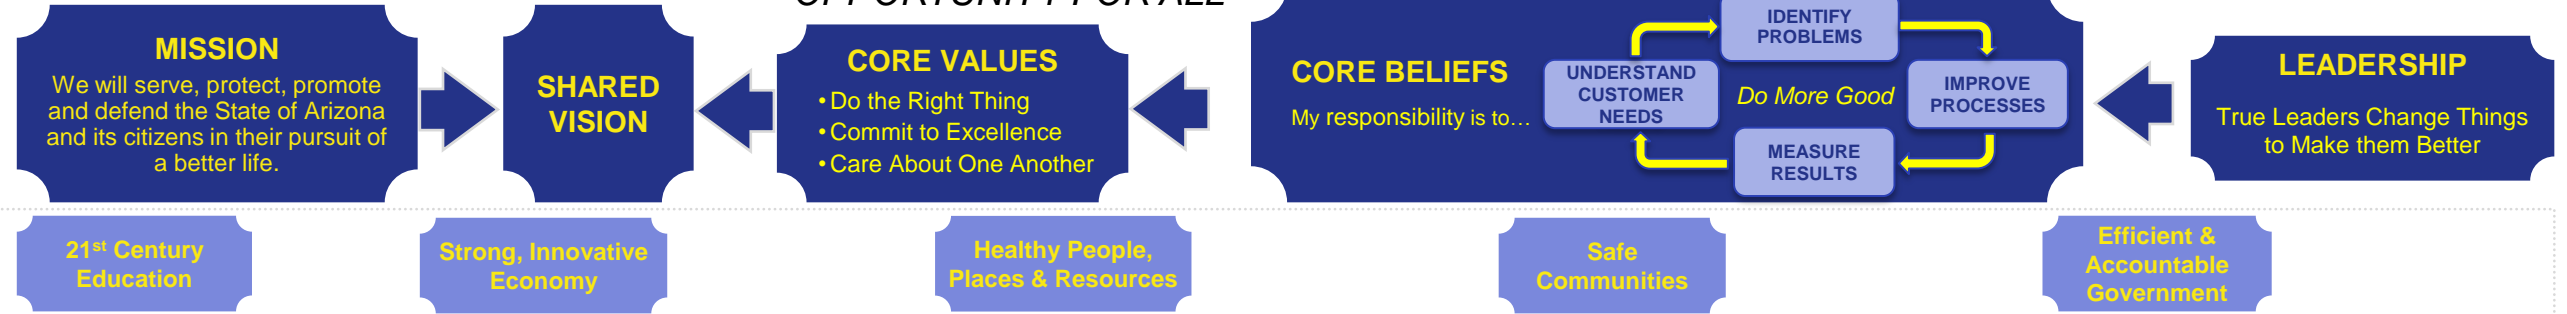 OPPORTUNITY FOR ALL
MISSION
We will serve, protect, promote
and defend the State of Arizona
and its citizens in their pursuit of
a better life.
SHARED
VISION
CORE VALUES
•Do the Right Thing
•Commit to Excellence
•Care About One Another
CORE BELIEFS
My responsibility is to…
IDENTIFY
PROBLEMS
UNDERSTAND
CUSTOMER
NEEDS
Do More Good
IMPROVE
PROCESSES
MEASURE
RESULTS
LEADERSHIP
True Leaders Change Things
to Make them Better
21st Century
Education
Strong, Innovative
Economy
Healthy People,
Places & Resources
Safe
Communities
Efficient &
Accountable
Government